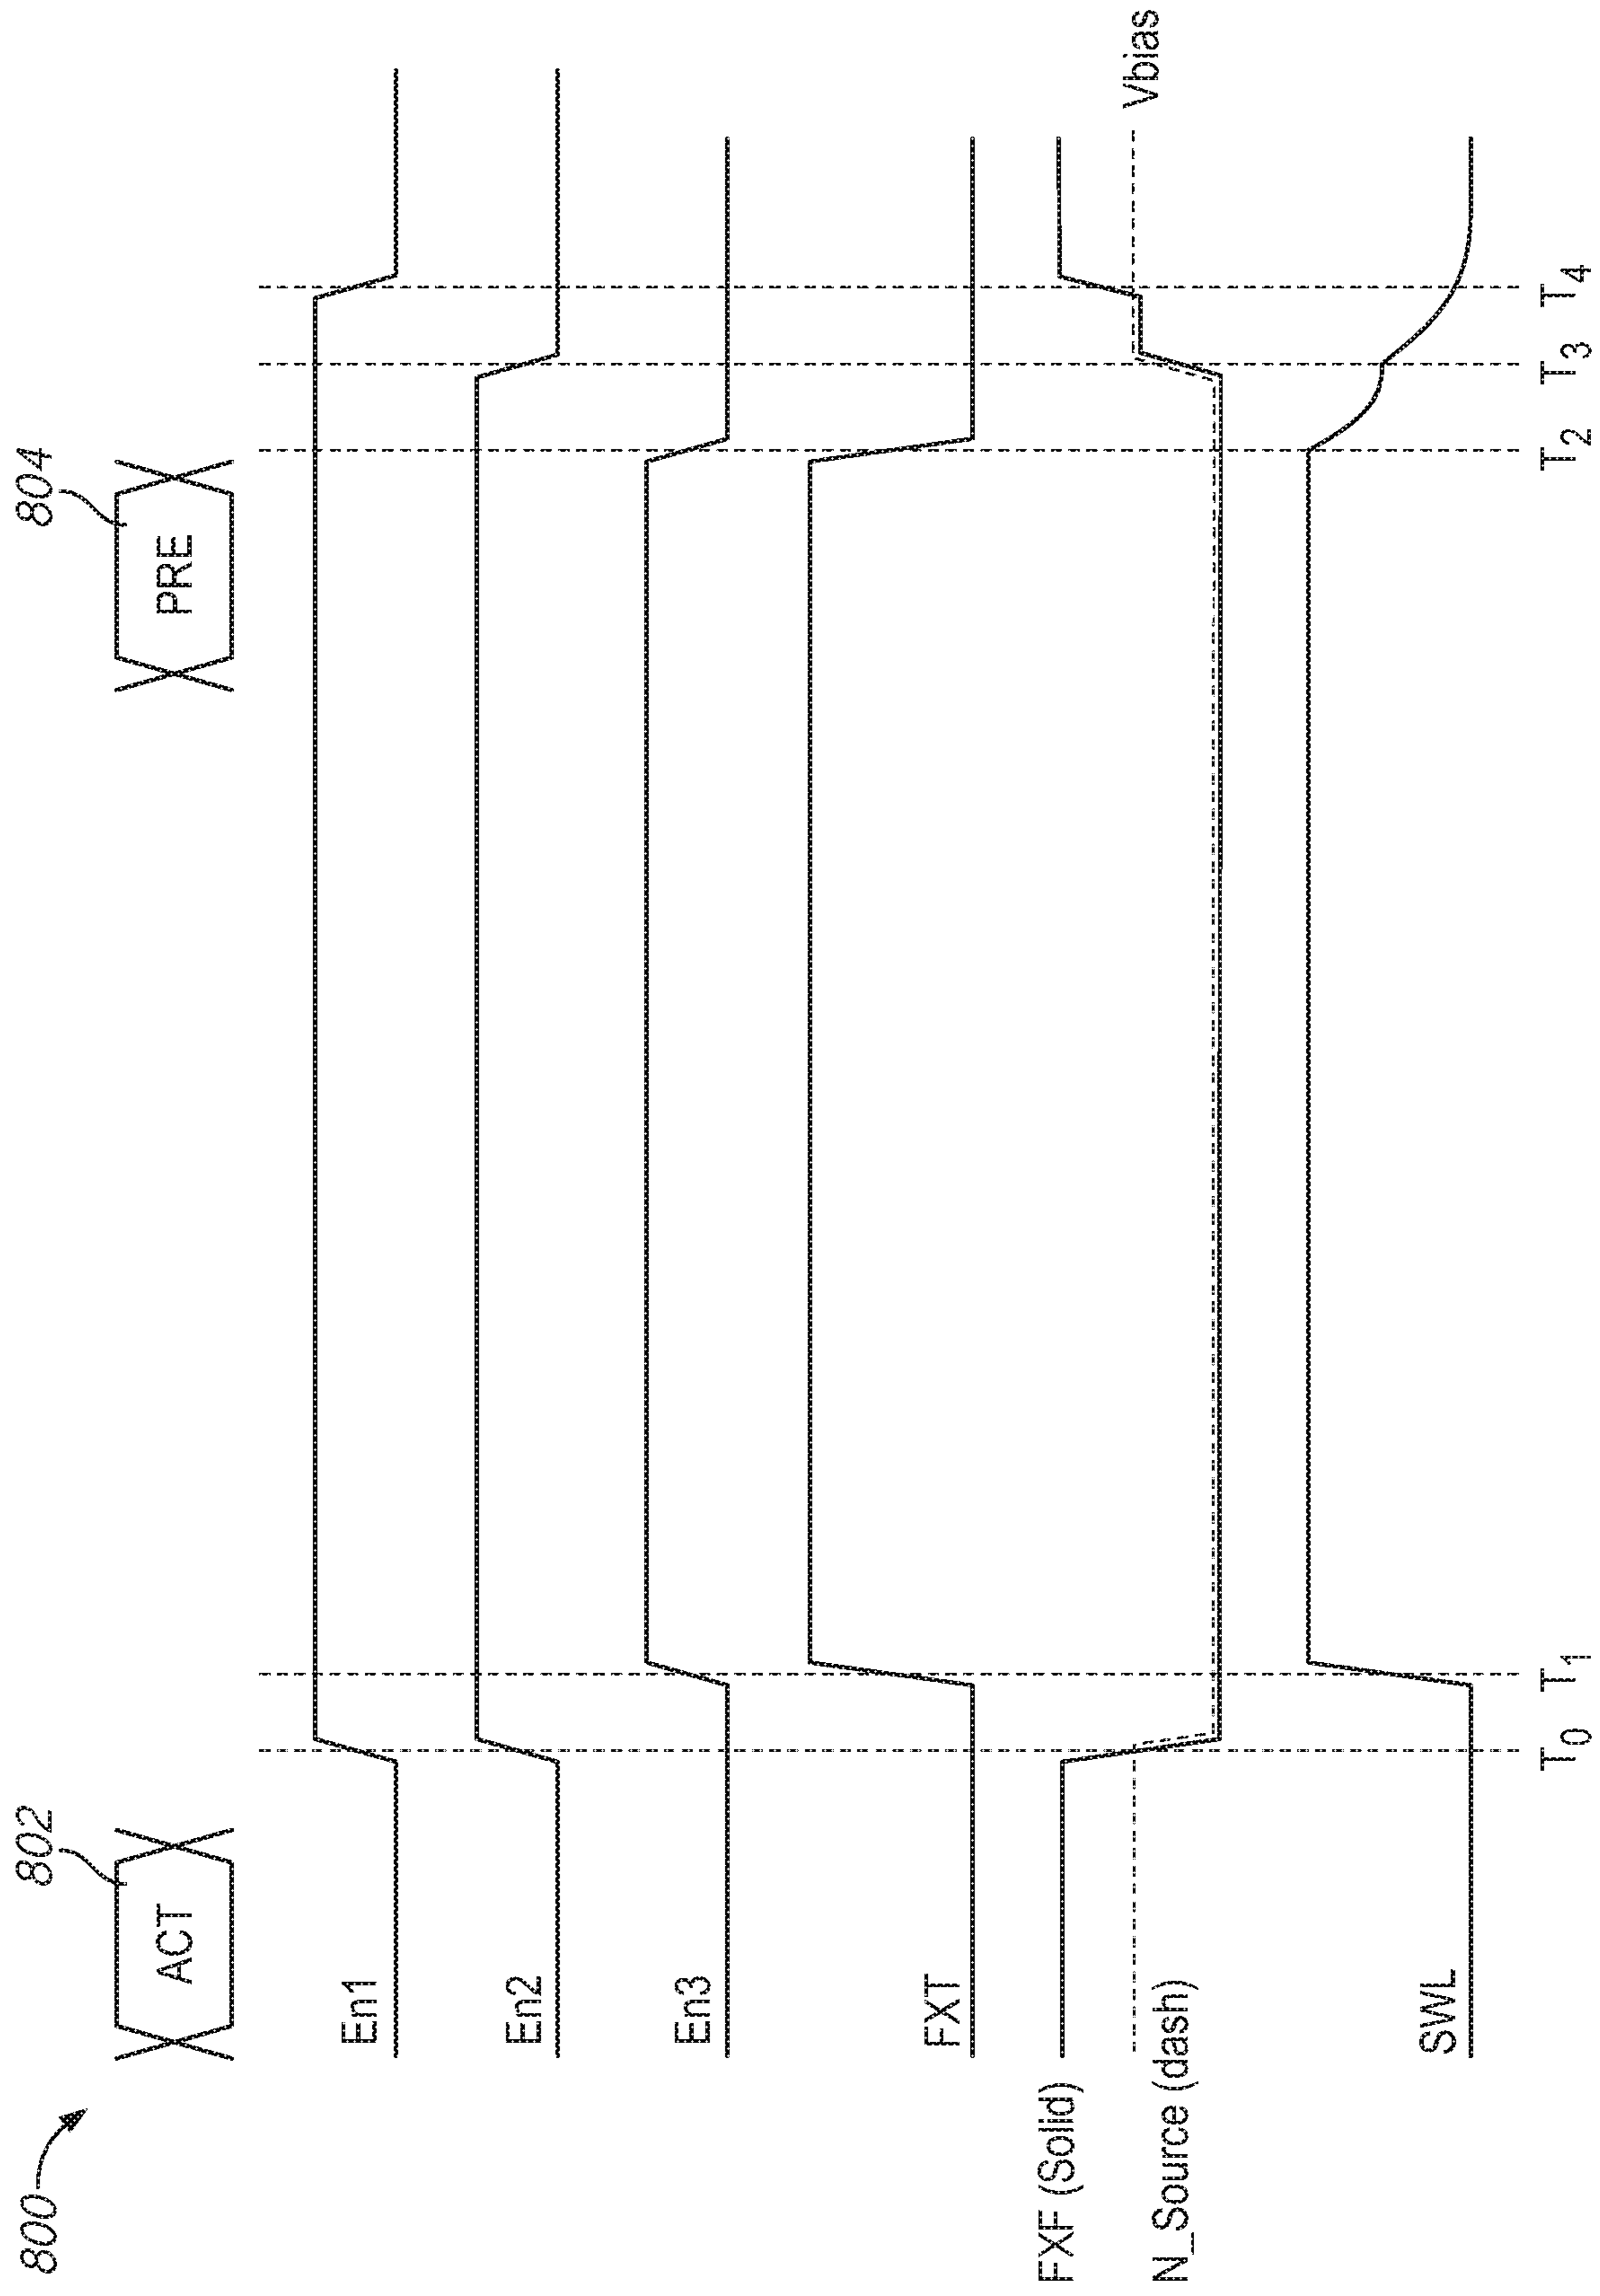 800
802
804
ACT
PRE
En1
En2
En3
FXT
FXF (Solid)
Vbias
N_Source (dash)
SWL
T0 T1 T2 T3 T4